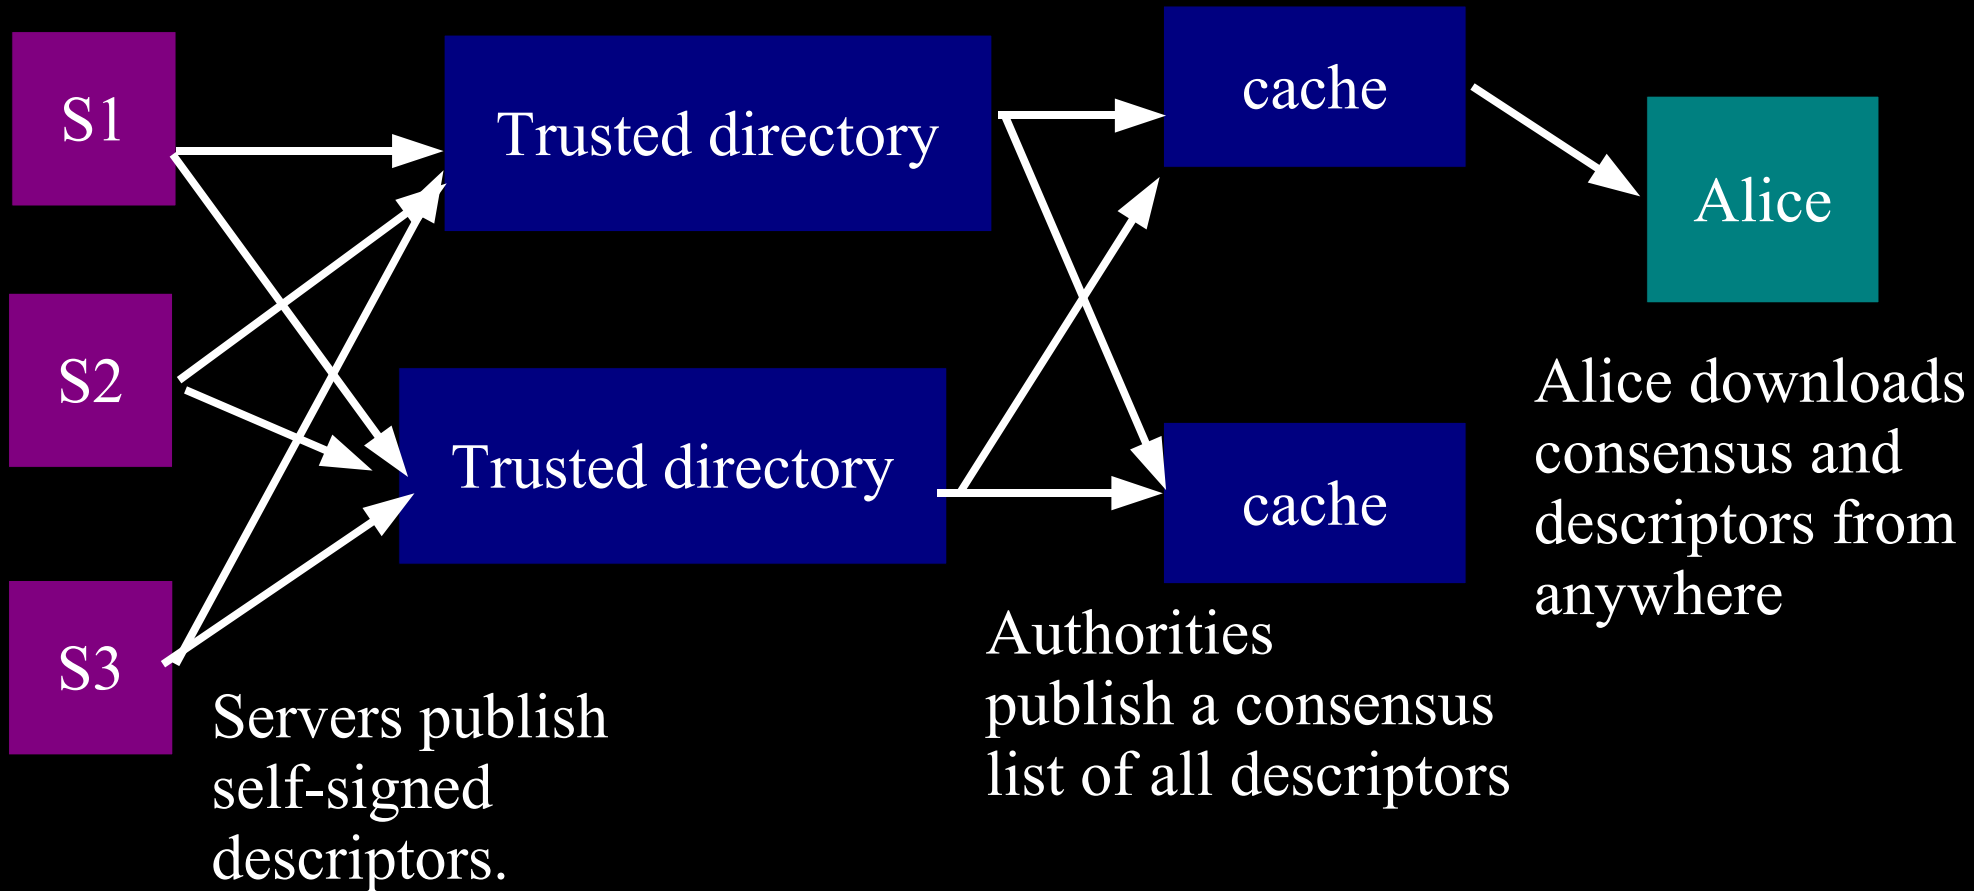 S1
Trusted directory
cache
Alice
S2
Trusted directory
cache
S3
Servers publish
self-signed
descriptors.
Authorities
publish a consensus
list of all descriptors
Alice downloads
consensus and
descriptors from
anywhere